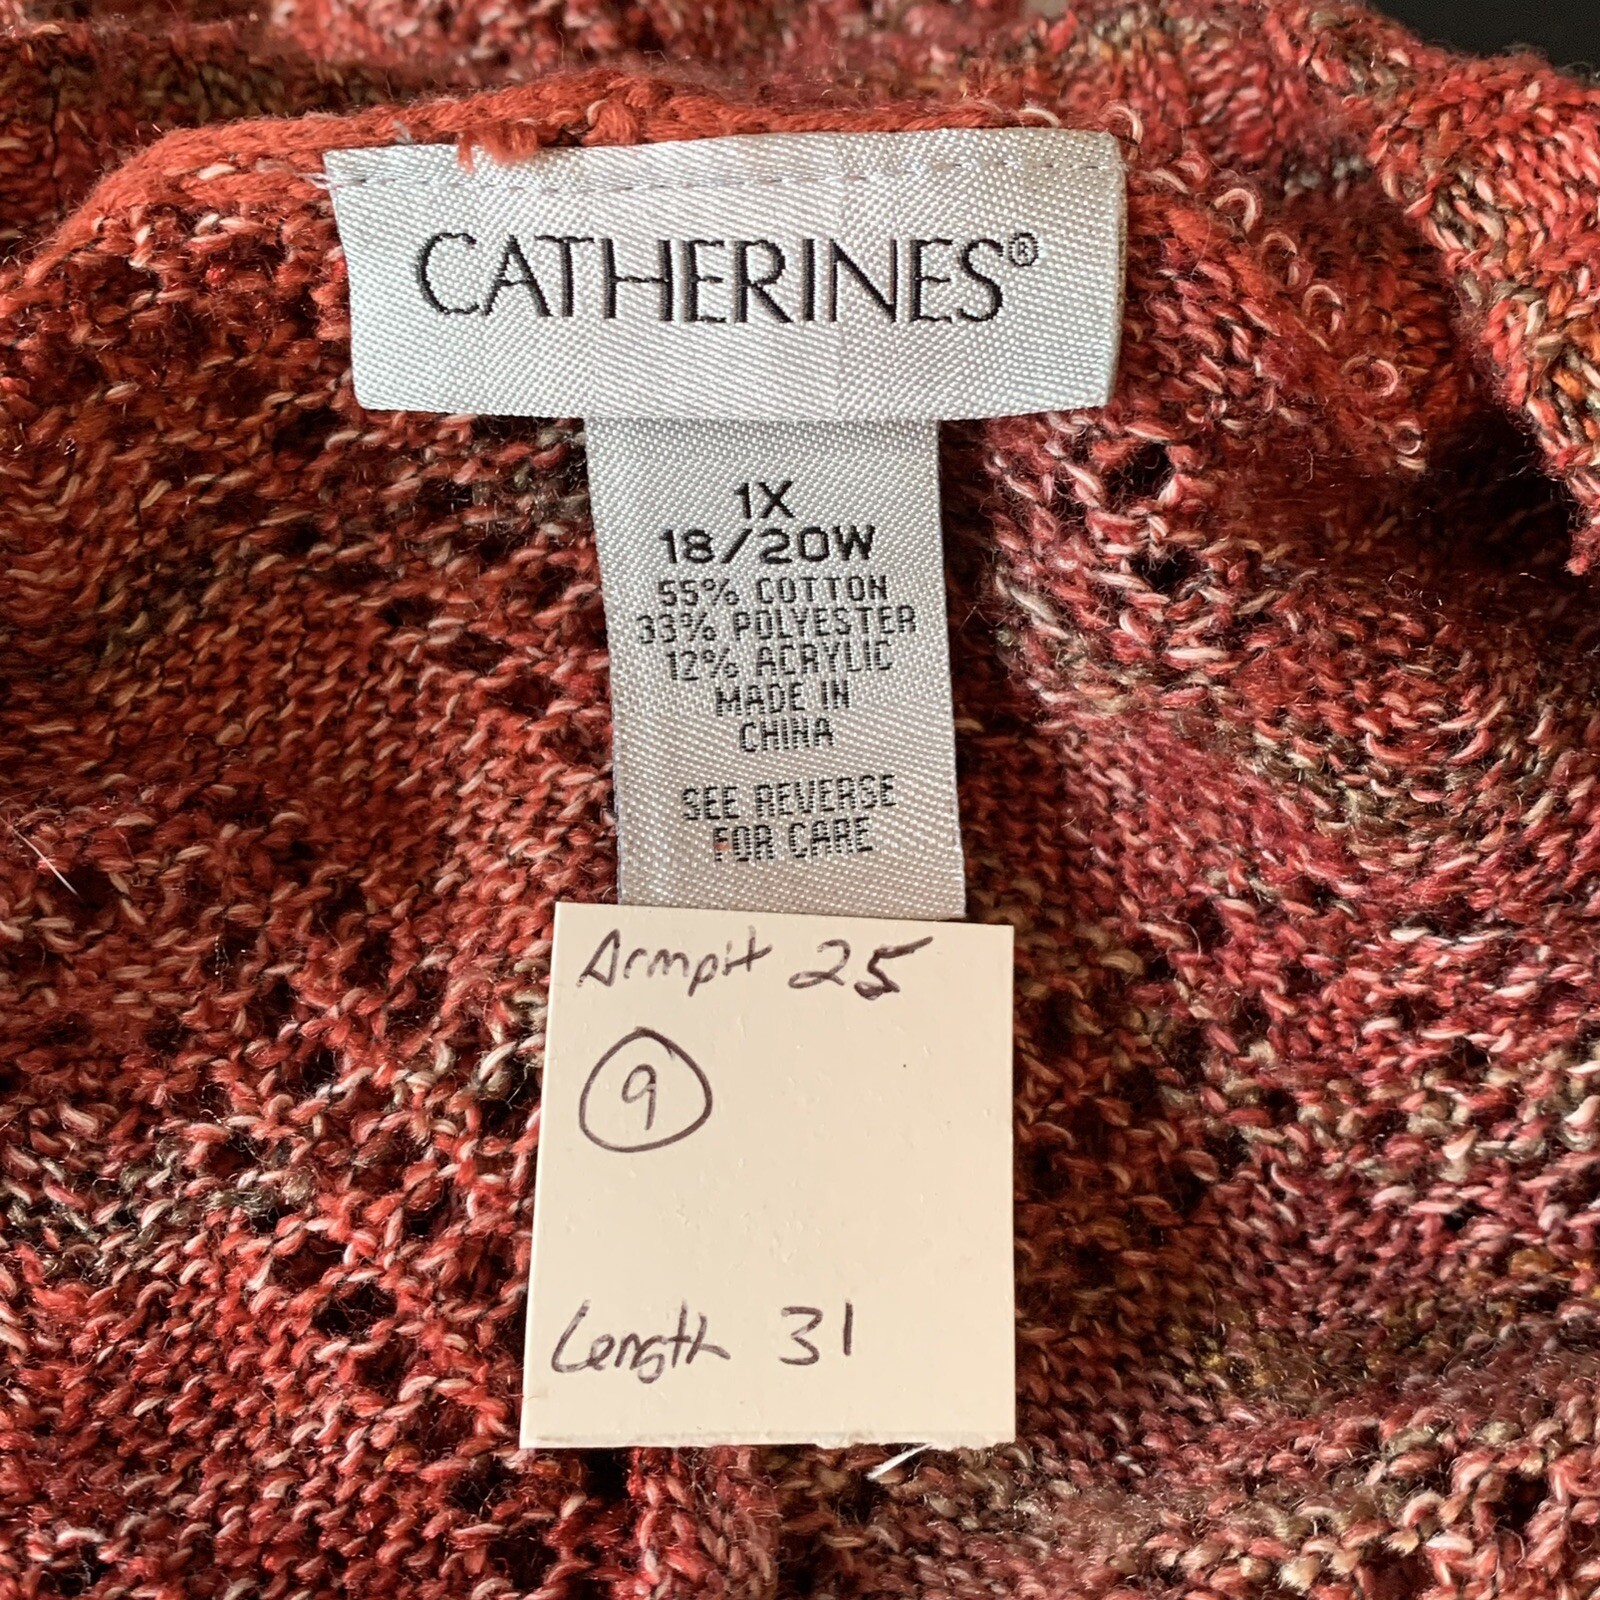 CATHERINES®
1X
18/20W
55% COTTON
33% POLYESTER
12% ACRYLIC
MADE IN
CHINA
SEE REVERSE
FOR CARE
Armpit 25
9
Length 31